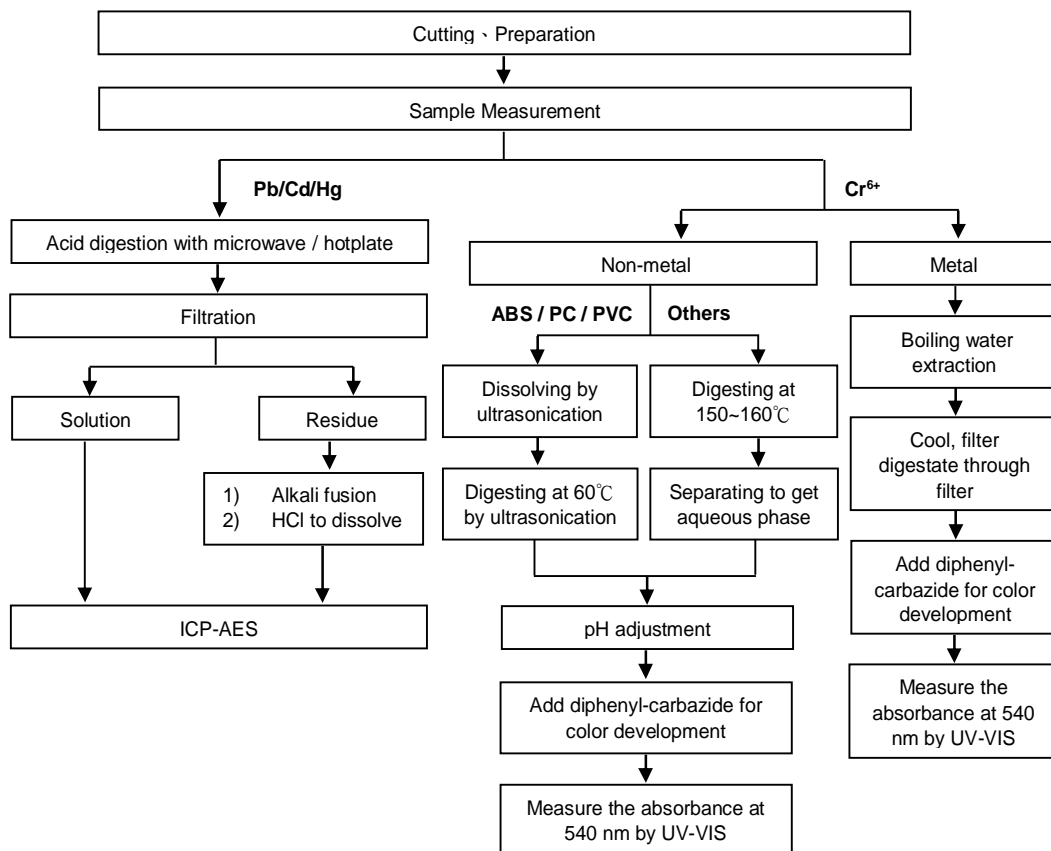 Cutting、Preparation
Sample Measurement
Pb/Cd/Hg
Cr⁶⁺
Acid digestion with microwave / hotplate
Filtration
Solution
Residue
1) Alkali fusion
2) HCl to dissolve
ICP-AES
Non-metal
ABS / PC / PVC
Others
Dissolving by
ultrasonication
Digesting at 60℃
by ultrasonication
Digesting at
150~160℃
Separating to get
aqueous phase
pH adjustment
Add diphenyl-carbazide for
color development
Measure the absorbance at
540 nm by UV-VIS
Metal
Boiling water
extraction
Cool, filter
digestate through
filter
Add diphenyl-
carbazide for color
development
Measure the
absorbance at 540
nm by UV-VIS